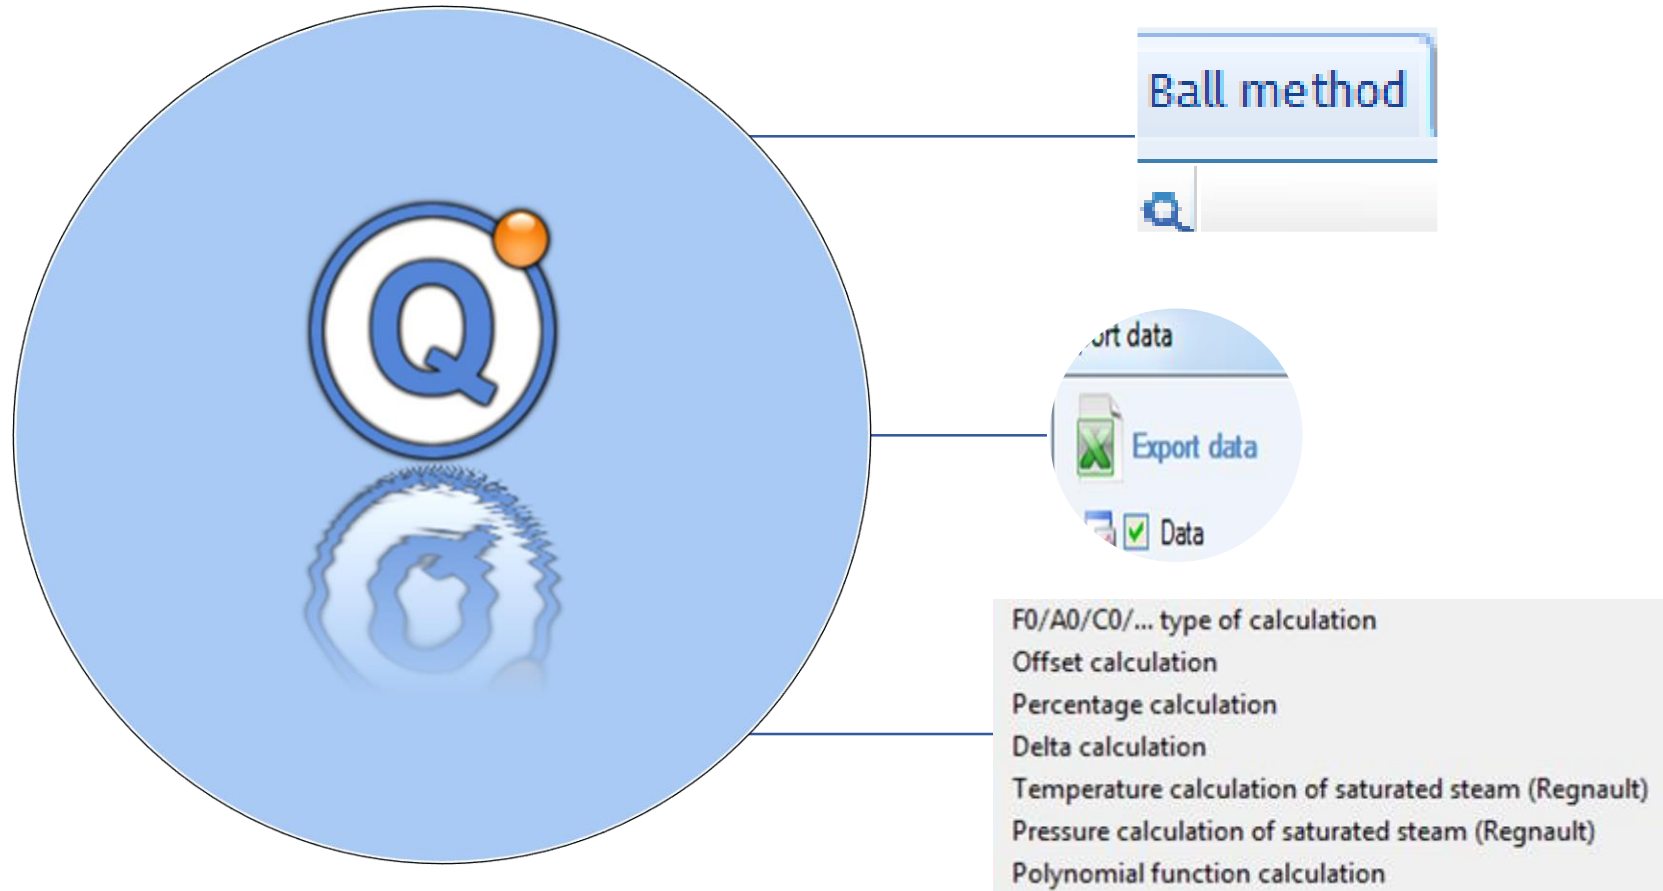 Q
Ball method
ort data
Export data
Data
F0/A0/C0/... type of calculation
Offset calculation
Percentage calculation
Delta calculation
Temperature calculation of saturated steam (Regnault)
Pressure calculation of saturated steam (Regnault)
Polynomial function calculation